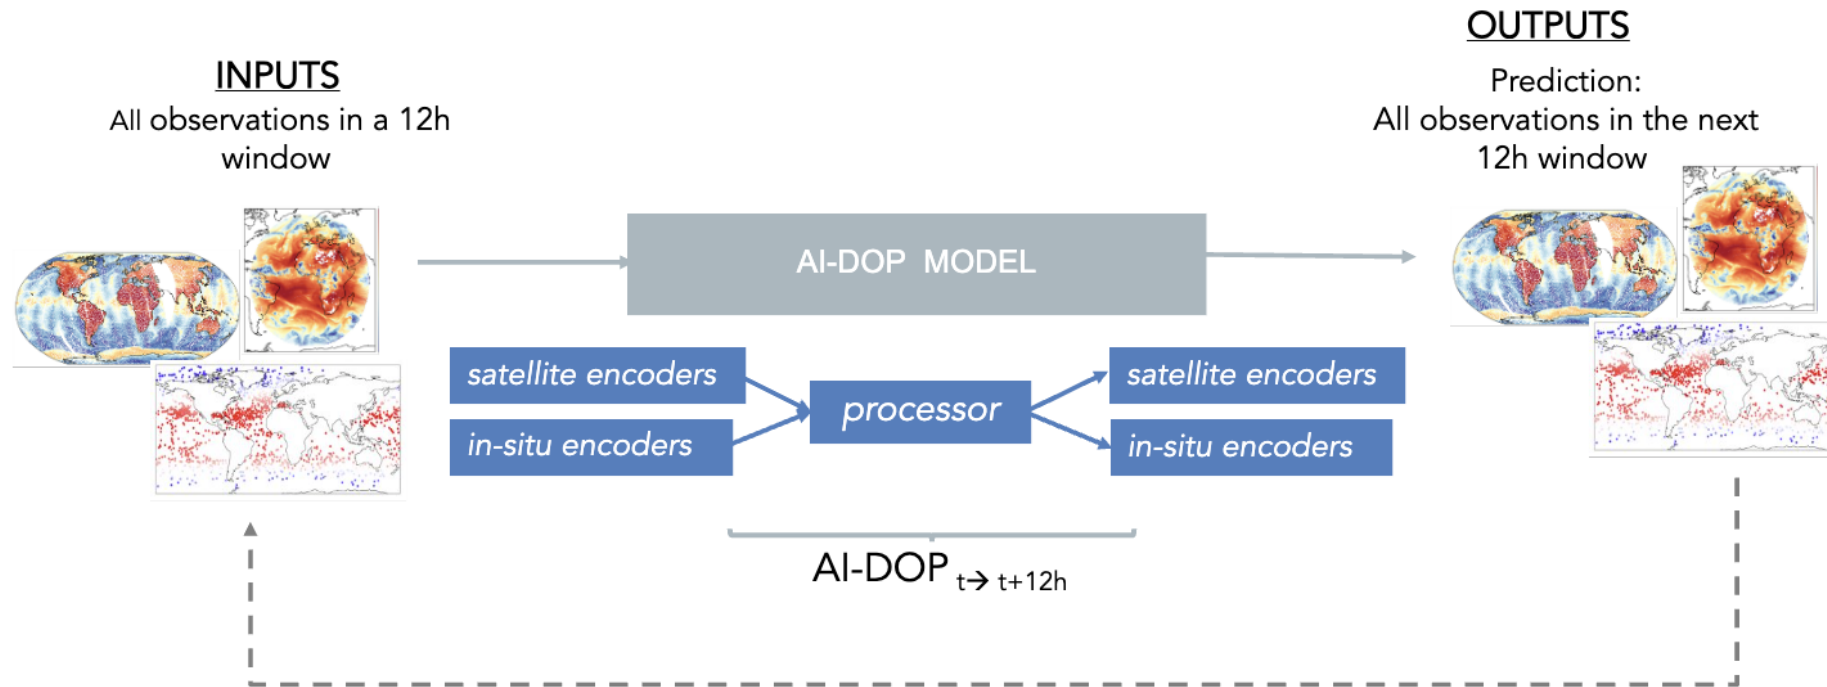 INPUTS
All observations in a 12h
window
OUTPUTS
Prediction:
All observations in the next
12h window
AI-DOP MODEL
satellite encoders
in-situ encoders
processor
satellite encoders
in-situ encoders
AI-DOP t→ t+12h